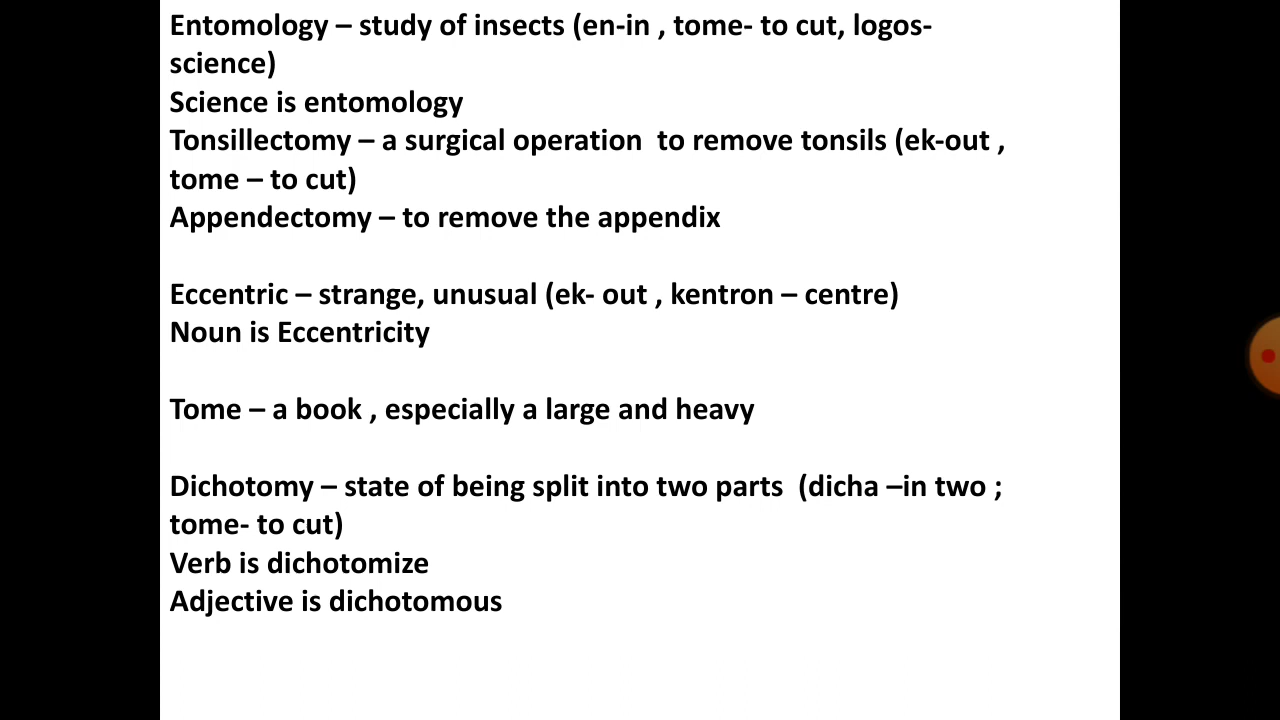 Entomology – study of insects (en-in , tome- to cut, logos-
science)
Science is entomology
Tonsillectomy – a surgical operation  to remove tonsils (ek-out ,
tome – to cut)
Appendectomy – to remove the appendix
Eccentric – strange, unusual (ek- out , kentron – centre)
Noun is Eccentricity
Tome – a book , especially a large and heavy
Dichotomy – state of being split into two parts  (dicha –in two ;
tome- to cut)
Verb is dichotomize
Adjective is dichotomous